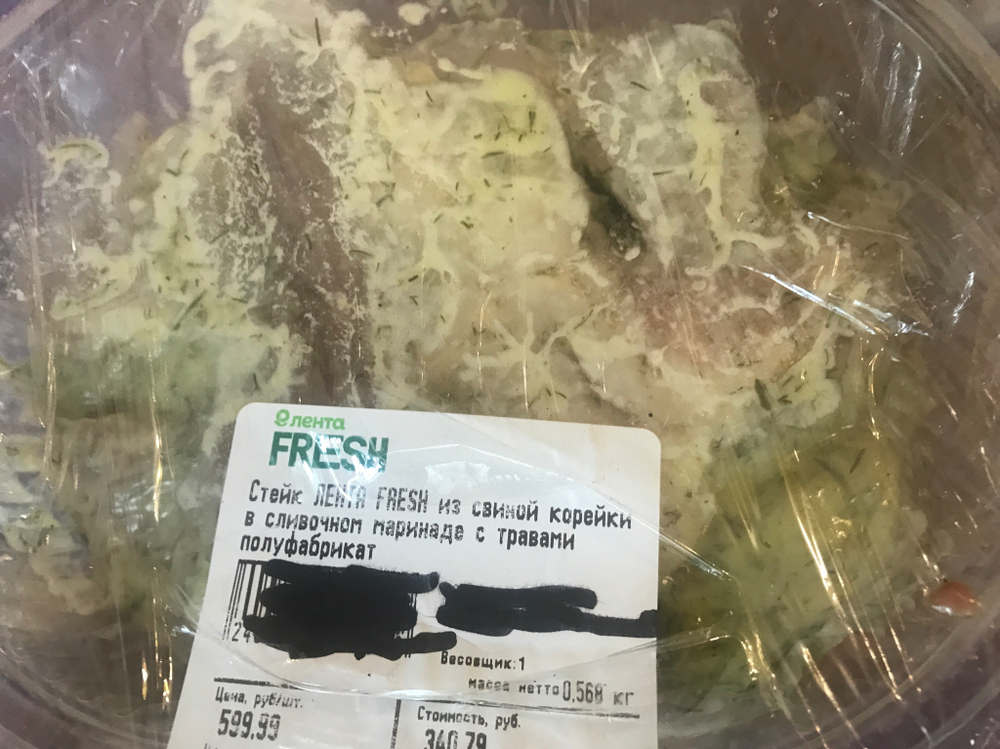 лента
FRESH
Стейк ЛЕНТА FRESH из свиной корейки
в сливочном маринаде с травами
полуфабрикат
24
Весовщик:1
масса нетто 0,568 кг
Цена, руб/шт.
599,99
Стоимость, руб.
340,79